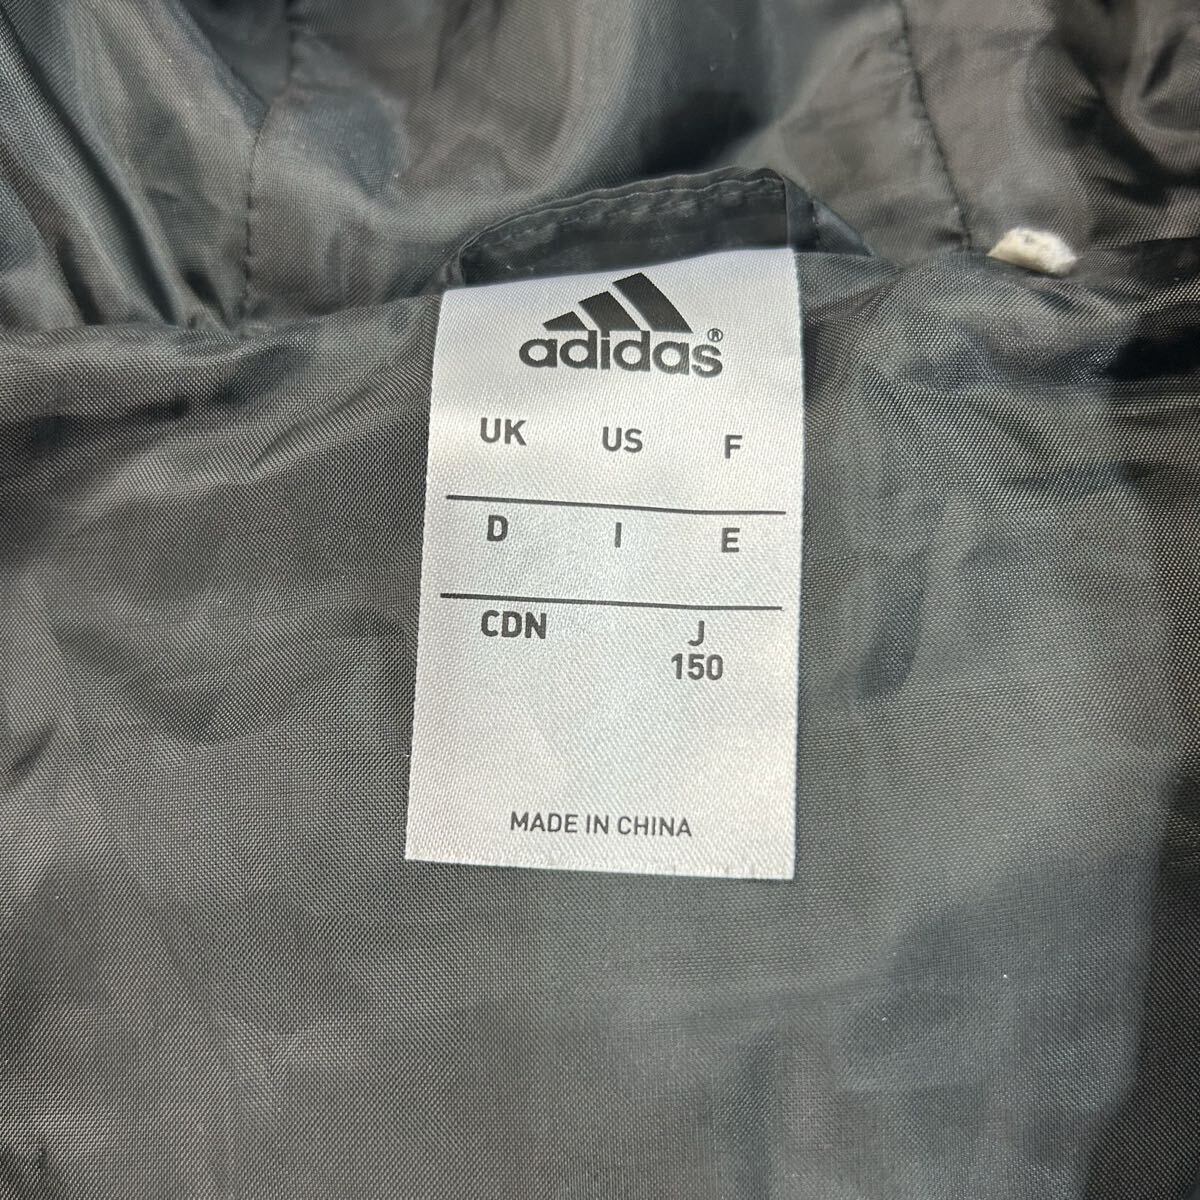 adidas®
UK US F
D I E
CDN J
150
MADE IN CHINA